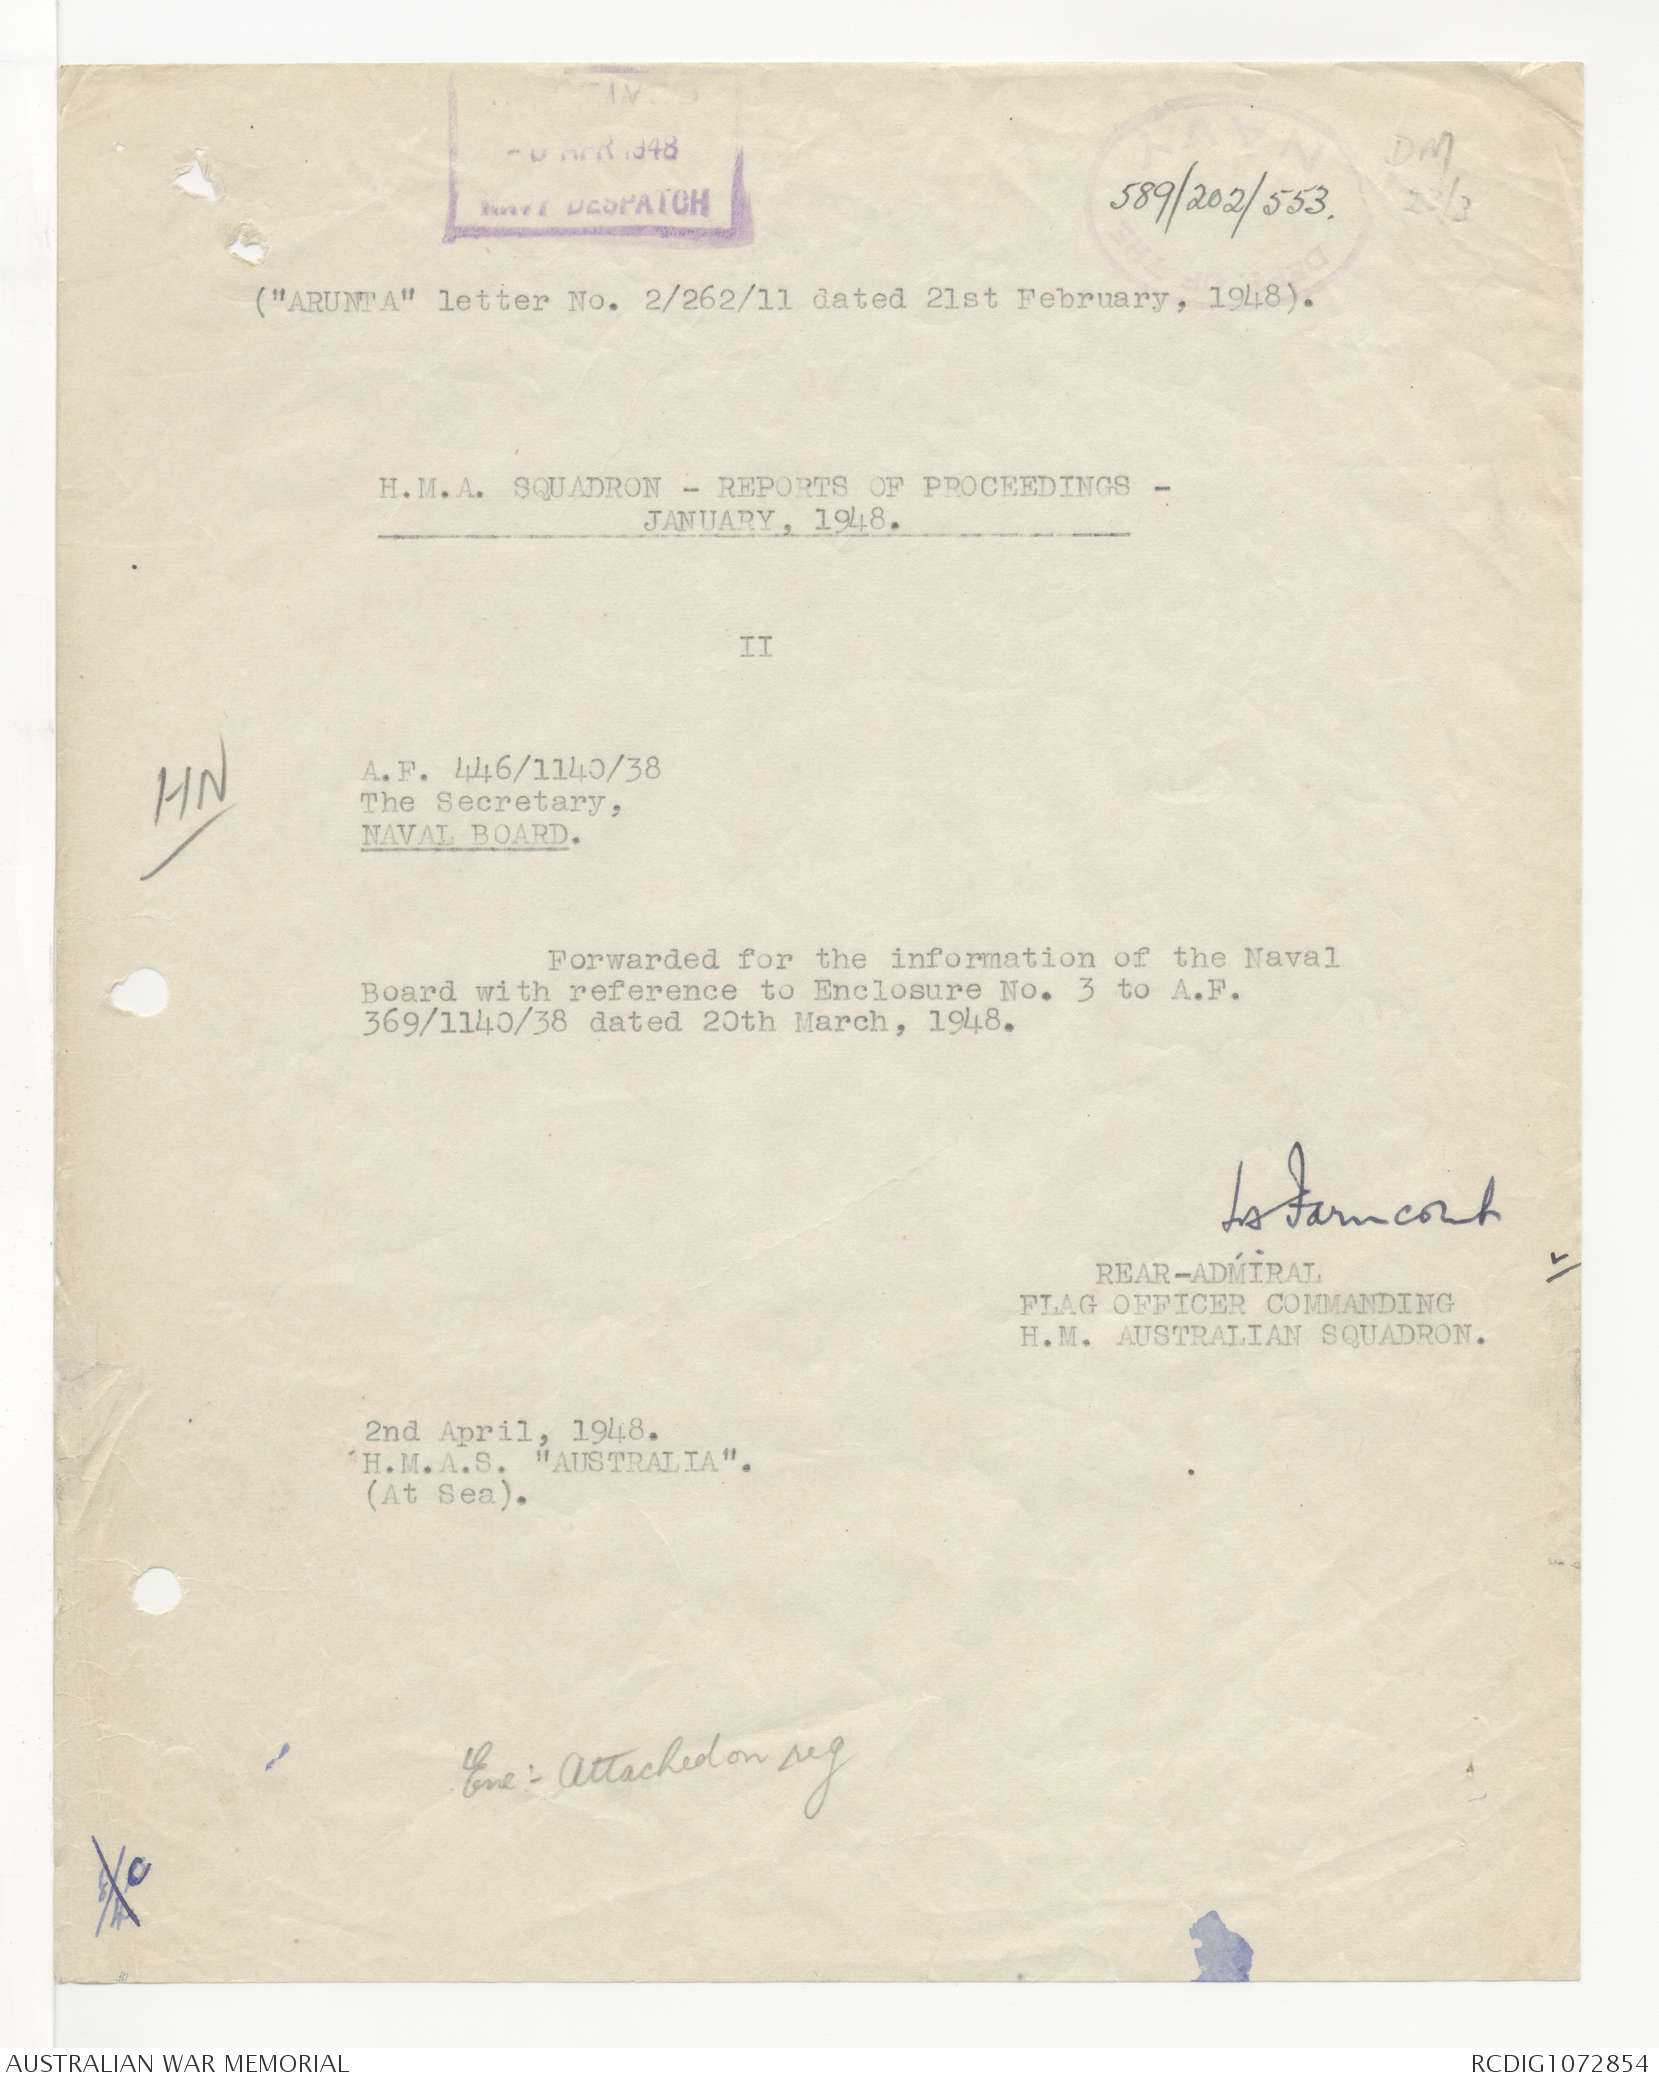 APR 1948
NAVY DESPATCH
589/202/553.
DM
("ARUNTA" letter No. 2/262/11 dated 21st February, 1948).
H.M.A. SQUADRON - REPORTS OF PROCEEDINGS -
JANUARY, 1948.
II
HN
A.F. 446/1140/38
The Secretary,
NAVAL BOARD.
Forwarded for the information of the Naval
Board with reference to Enclosure No. 3 to A.F.
369/1140/38 dated 20th March, 1948.
REAR-ADMIRAL
FLAG OFFICER COMMANDING
H.M. AUSTRALIAN SQUADRON.
2nd April, 1948.
H.M.A.S. "AUSTRALIA".
(At Sea).
Enc:- Attached on reg
AUSTRALIAN WAR MEMORIAL
RCDIG1072854